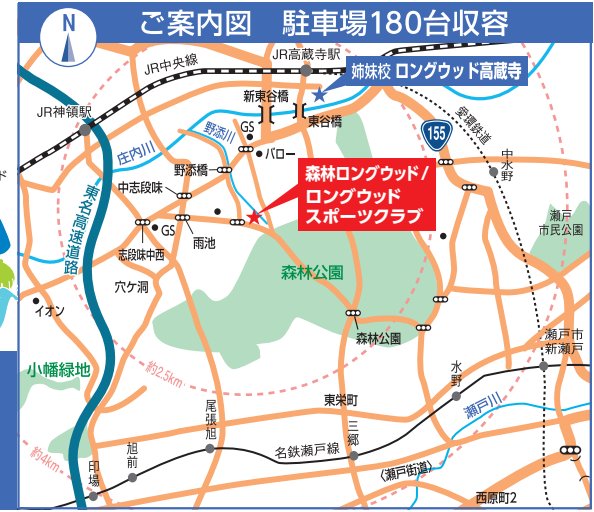 ご案内図 駐車場180台収容
N
JR中央線
JR高蔵寺駅
姉妹校 ロングウッド高蔵寺
新東谷橋
JR神領駅
東谷橋
野添川
GS
155
愛環鉄道
庄内川
バロー
中水野
野添橋
森林ロングウッド/
ロングウッド
スポーツクラブ
中志段味
東名高速道路
GS
雨池
瀬戸
市民公園
志段味中西
穴ケ洞
森林公園
イオン
森林公園
瀬戸市
新瀬戸
小幡緑地
約2.5km
水野
東栄町
尾張旭
瀬戸川
三郷
旭前
名鉄瀬戸線
約4km
印場
〈瀬戸街道〉
西原町2